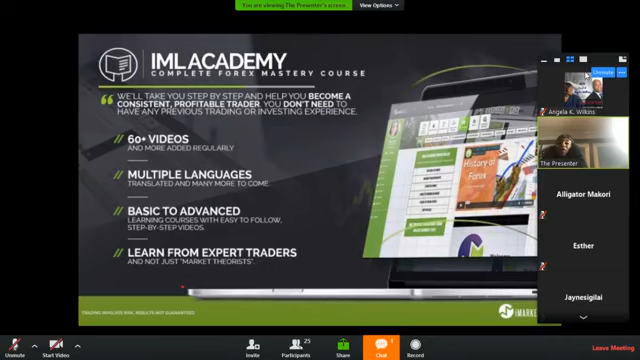 You are viewing The Presenter's screen
View Options
IML ACADEMY
COMPLETE FOREX MASTERY COURSE
WE'LL TAKE YOU STEP BY STEP AND HELP YOU BECOME A
CONSISTENT, PROFITABLE TRADER. YOU DON'T NEED TO
HAVE ANY PREVIOUS TRADING OR INVESTING EXPERIENCE.
// 60+ VIDEOS
AND MORE ADDED REGULARLY
// MULTIPLE LANGUAGES
TRANSLATED AND MANY MORE TO COME.
// BASIC TO ADVANCED
LEARNING COURSES WITH EASY TO FOLLOW,
STEP-BY-STEP VIDEOS.
// LEARN FROM EXPERT TRADERS
AND NOT JUST "MARKET THEORISTS".
History of
Forex
TRADING INVOLVES RISK, RESULTS NOT GUARANTEED
IMARKE
Unmute
Angela K. Wilkins
The Presenter
Alligator Makori
Esther
Jaynesigilai
Unmute
Start Video
Invite
Participants
25
Share
Chat
1
Record
Leave Meeting